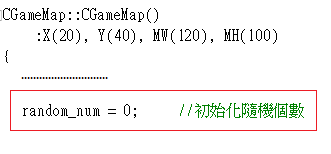 CGameMap::CGameMap()
:X(20), Y(40), MW(120), MH(100)
{
…………………………
random_num = 0; //初始化隨機個數